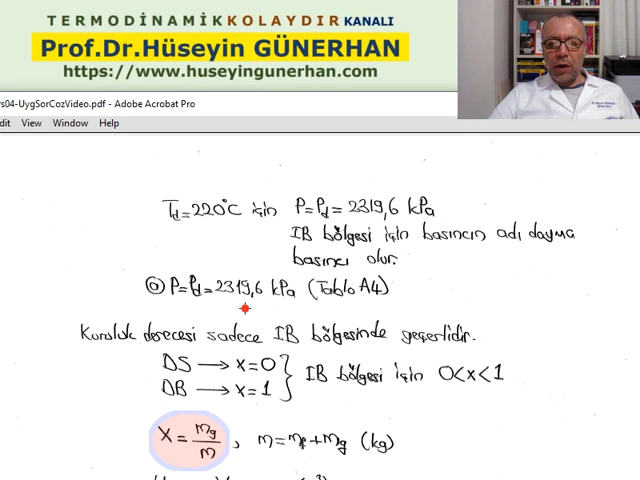 TERMODİNAMİKKOLAYDIR KANALI
Prof.Dr.Hüseyin GÜNERHAN
https://www.huseyingunerhan.com/
rs04-UygSorCozVideo.pdf - Adobe Acrobat Pro
dit View Window Help
Td=220°C için P=Pd=2319,6 kPa
IB bölgesi için basıncın adı doyma
basıncı olur.
a P=Pd=2319,6 kPa (Tablo A4)
Kuruluk derecesi sadece IB bölgesinde geçerlidir.
DS → x=0
DB → x=1
IB bölgesi için 0<x<1
x = mg/m , m=mf+mg (kg)